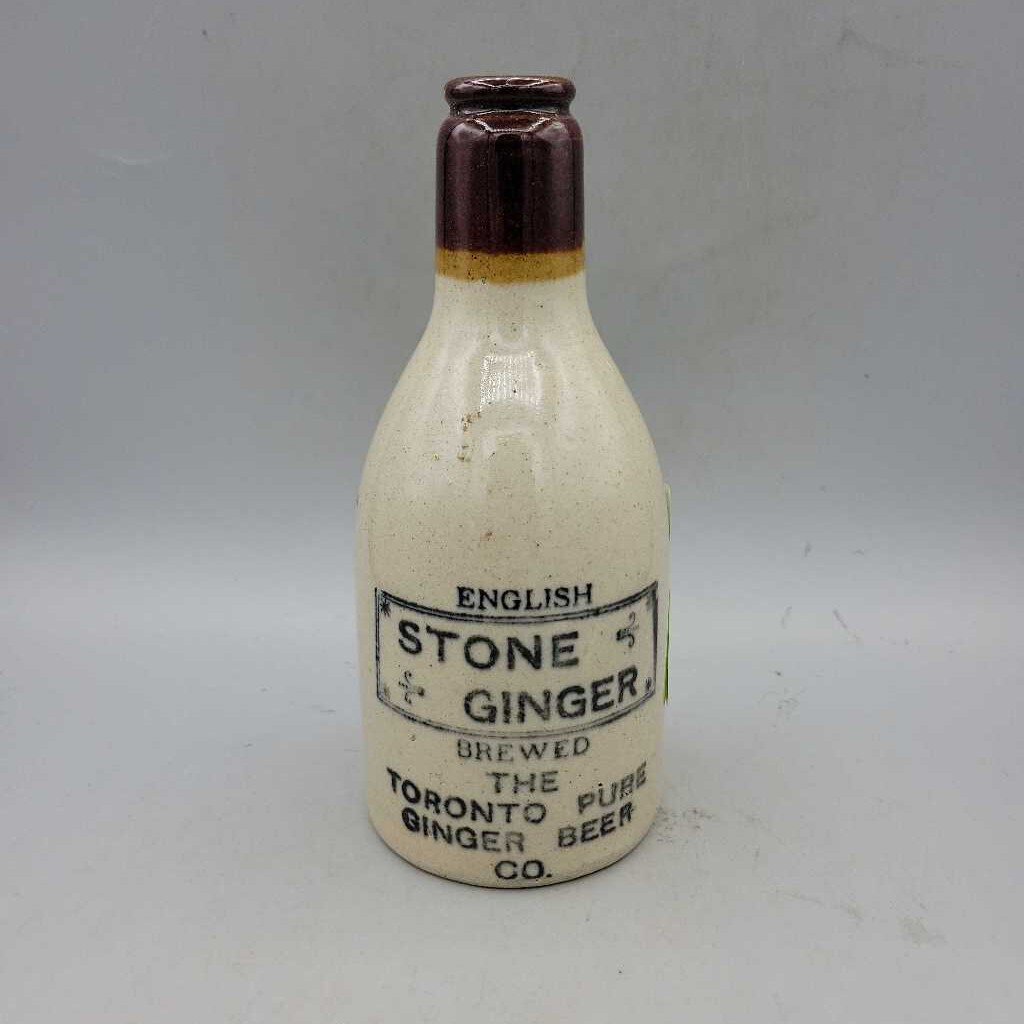 ENGLISH
STONE
GINGER
BREWED
THE
TORONTO PURE
GINGER BEER
CO.